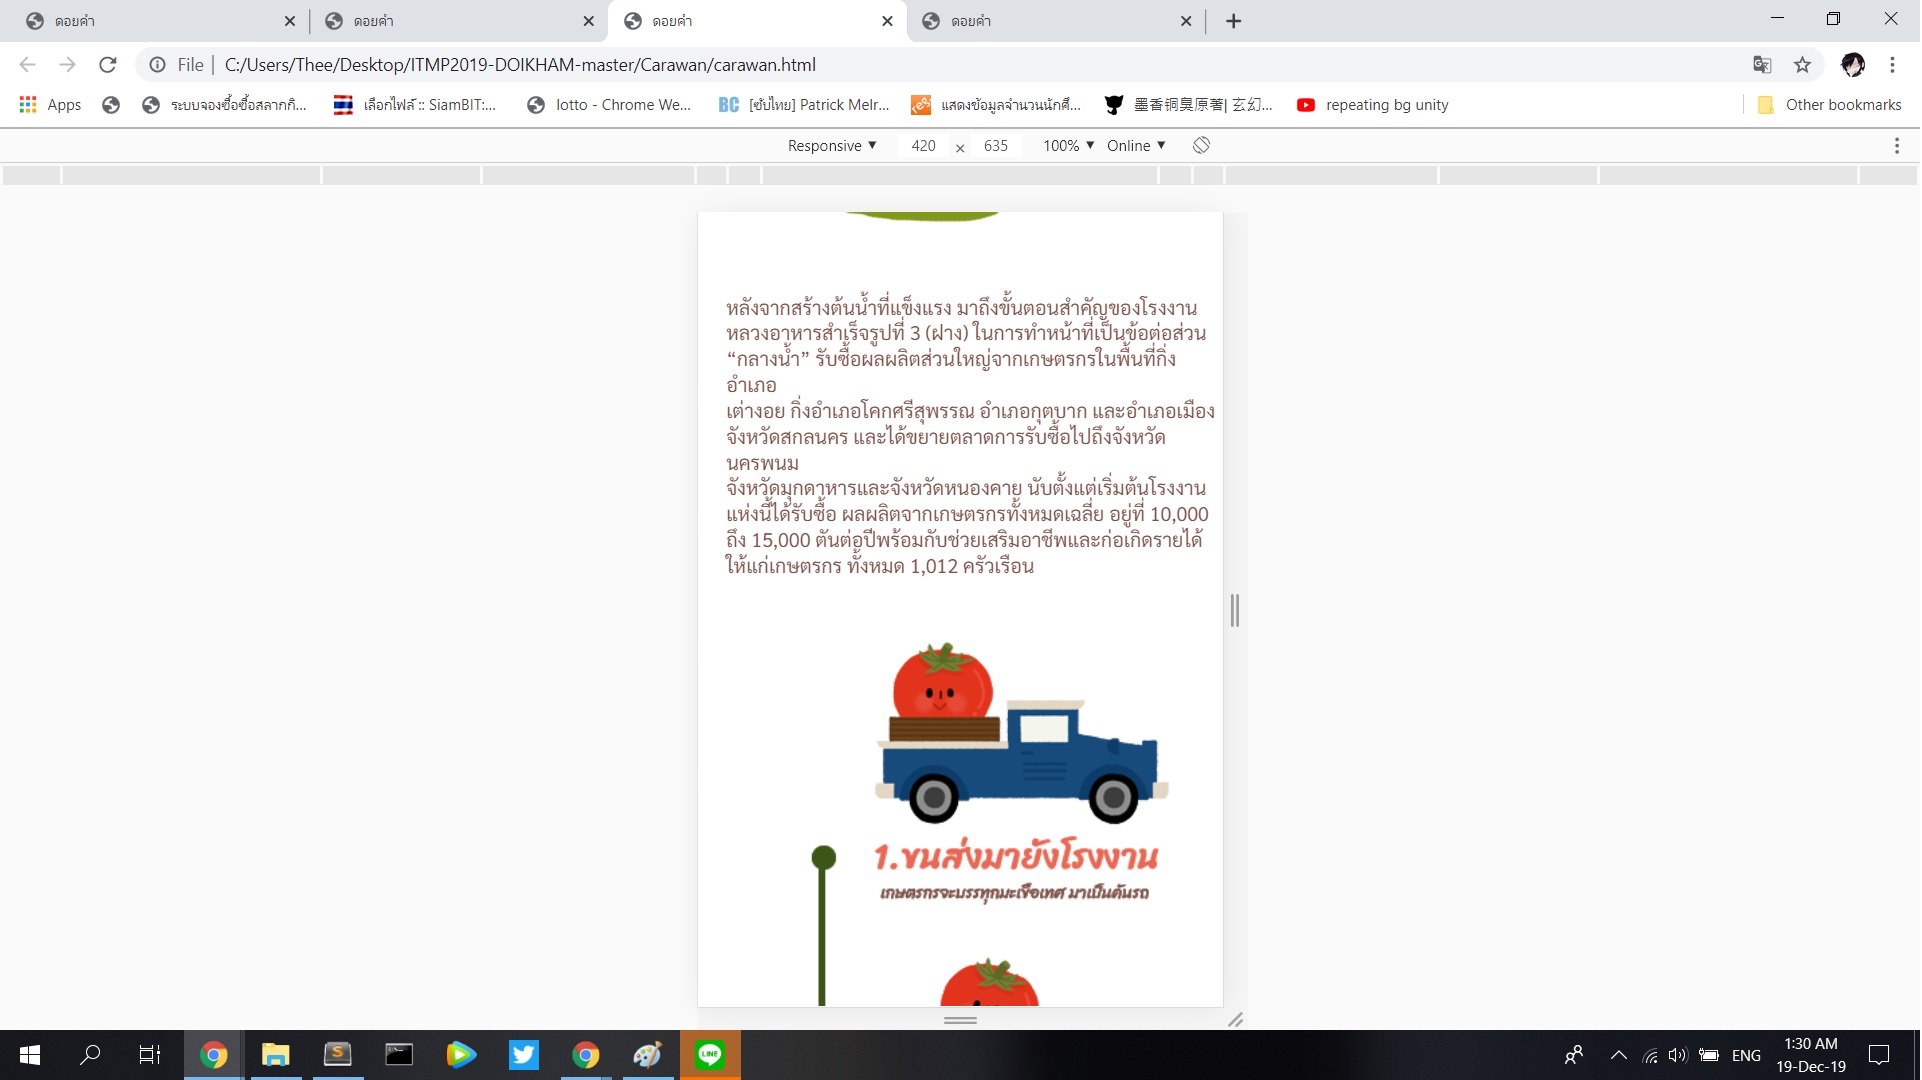 ดอยคำ
ดอยคำ
ดอยคำ
ดอยคำ
File | C:/Users/Thee/Desktop/ITMP2019-DOIKHAM-master/Carawan/carawan.html
Apps
ระบบจองซื้อซื้อสลากกิ...
เลือกไฟล์ :: SiamBIT:...
lotto - Chrome We...
[ซับไทย] Patrick Melr...
แสดงข้อมูลจำนวนนักศึ...
墨香铜臭原著| 玄幻...
repeating bg unity
Other bookmarks
Responsive ▼ 420 × 635 100% ▼ Online ▼
หลังจากสร้างต้นน้ำที่แข็งแรง มาถึงขั้นตอนสำคัญของโรงงาน
หลวงอาหารสำเร็จรูปที่ 3 (ฝาง) ในการทำหน้าที่เป็นข้อต่อส่วน
“กลางน้ำ” รับซื้อผลผลิตส่วนใหญ่จากเกษตรกรในพื้นที่กิ่ง
อำเภอ
เต่างอย กิ่งอำเภอโคกศรีสุพรรณ อำเภอกุตบาก และอำเภอเมือง
จังหวัดสกลนคร และได้ขยายตลาดการรับซื้อไปถึงจังหวัด
นครพนม
จังหวัดมุกดาหารและจังหวัดหนองคาย นับตั้งแต่เริ่มต้นโรงงาน
แห่งนี้ได้รับซื้อ ผลผลิตจากเกษตรกรทั้งหมดเฉลี่ย อยู่ที่ 10,000
ถึง 15,000 ตันต่อปีพร้อมกับช่วยเสริมอาชีพและก่อเกิดรายได้
ให้แก่เกษตรกร ทั้งหมด 1,012 ครัวเรือน
1.ขนส่งมายังโรงงาน
เกษตรกรจะบรรทุกมะเขือเทศ มาเป็นคันรถ
LINE
ENG
1:30 AM
19-Dec-19